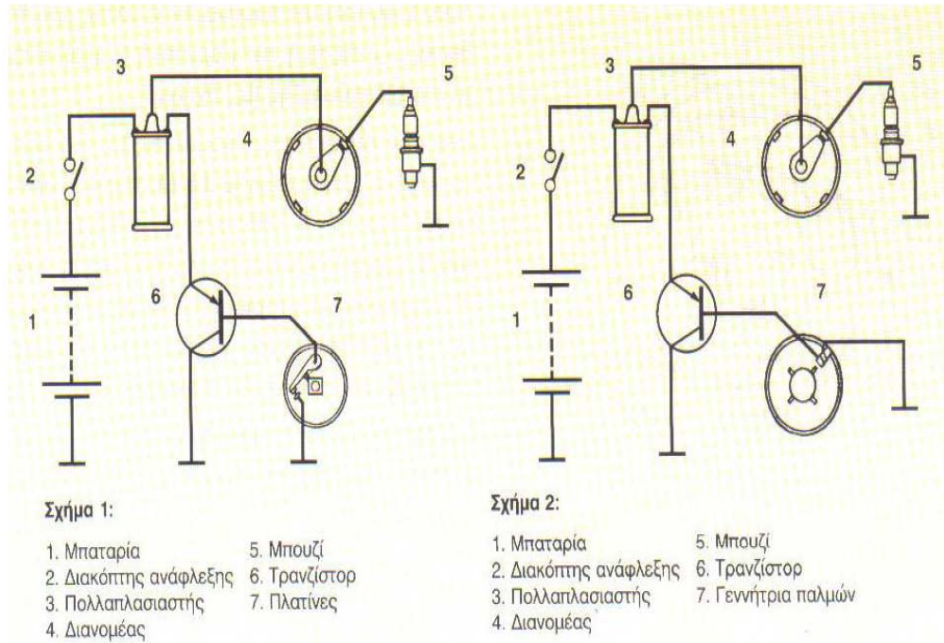 3
5
4
2
6
7
1
3
5
4
2
6
7
1
Σχήμα 1:
1. Μπαταρία
2. Διακόπτης ανάφλεξης
3. Πολλαπλασιαστής
4. Διανομέας
5. Μπουζί
6. Τρανζίστορ
7. Πλατίνες
Σχήμα 2:
1. Μπαταρία
2. Διακόπτης ανάφλεξης
3. Πολλαπλασιαστής
4. Διανομέας
5. Μπουζί
6. Τρανζίστορ
7. Γεννήτρια παλμών